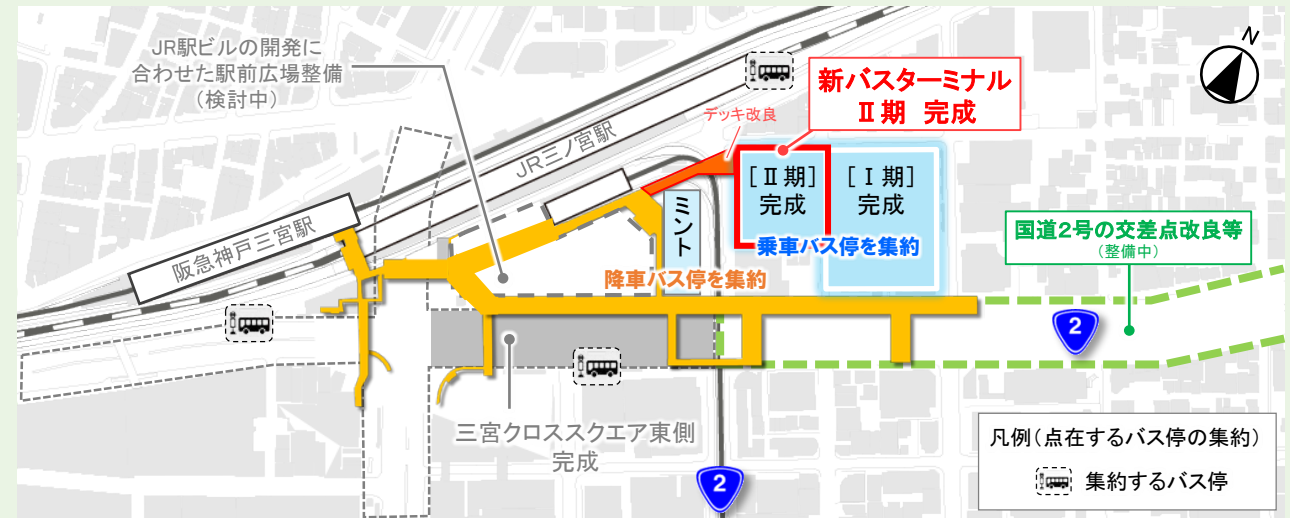 JR駅ビルの開発に
合わせた駅前広場整備
(検討中)
N
新バスターミナル
Ⅱ期 完成
デッキ改良
JR三ノ宮駅
阪急神戸三宮駅
ミント
[Ⅱ期]
完成
[Ⅰ期]
完成
乗車バス停を集約
降車バス停を集約
国道2号の交差点改良等
(整備中)
2
三宮クロススクエア東側
完成
2
凡例(点在するバス停の集約)
集約するバス停